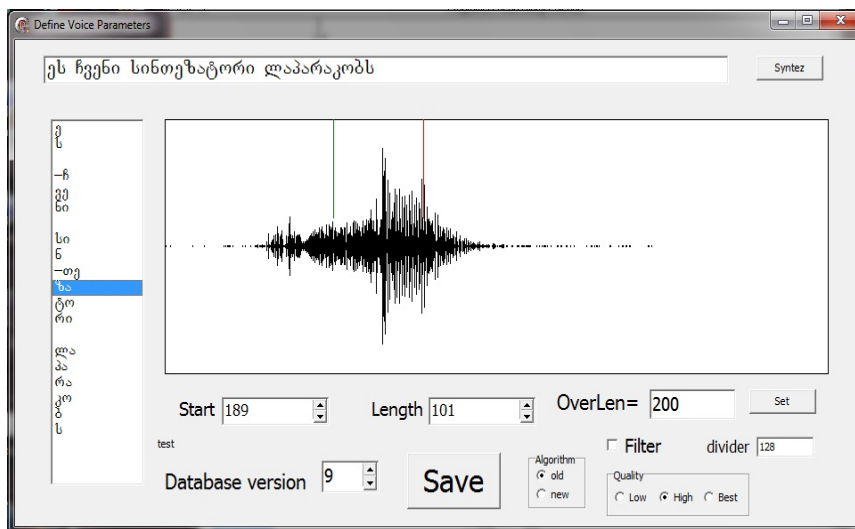 Define Voice Parameters
ეს ჩვენი სინთეზატორი ლაპარაკობს
Syntez
ე
ს
–ჩ
ვე
ნი
სი
ნ
–თე
ზა
ტო
რი
ლა
პა
რა
კო
ბ
ს
Start 189 Length 101 OverLen= 200 Set
test
Filter divider 128
Database version 9 Save
Algorithm
old
new
Quality
Low High Best